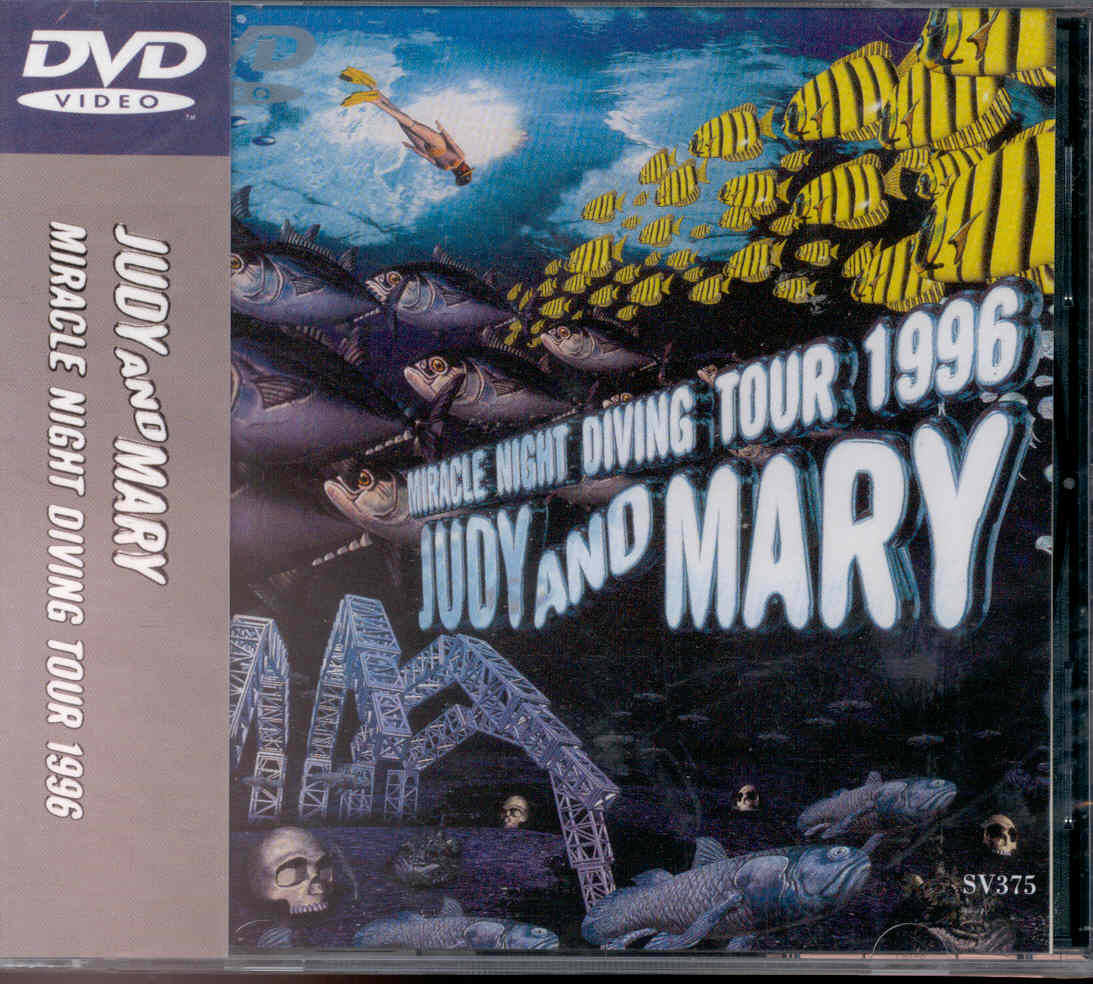 DVD
VIDEO
TM
JUDY AND MARY
MIRACLE NIGHT DIVING TOUR 1996
MIRACLE NIGHT DIVING TOUR 1996
JUDY AND MARY
SV375